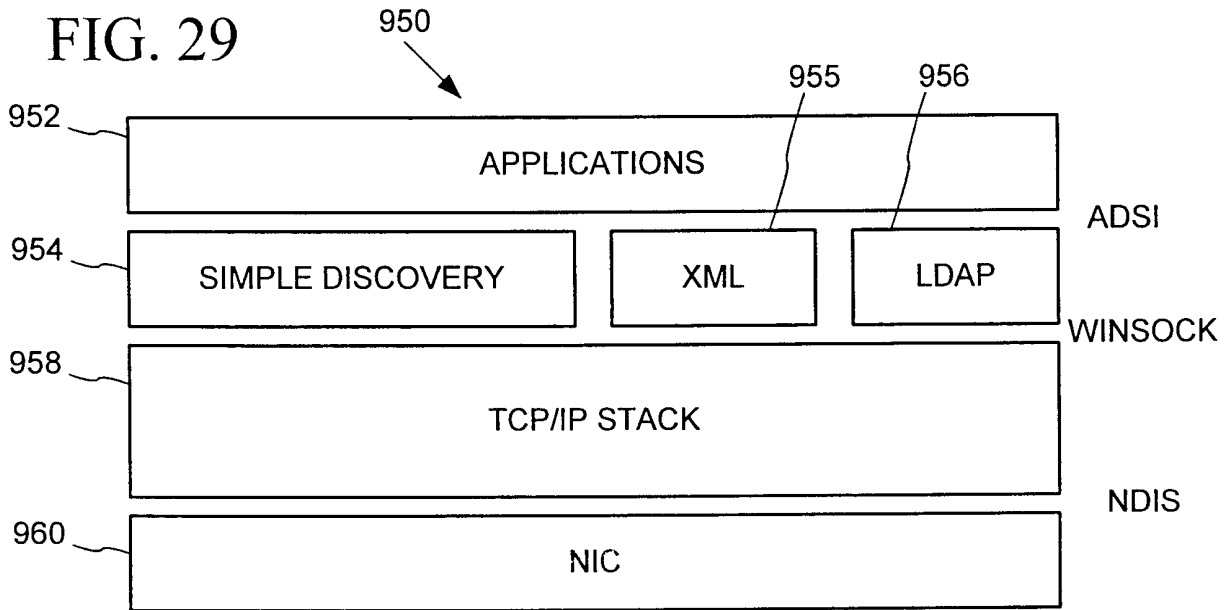 FIG. 29
950
955
956
952
APPLICATIONS
ADSI
954
SIMPLE DISCOVERY
XML
LDAP
WINSOCK
958
TCP/IP STACK
NDIS
960
NIC